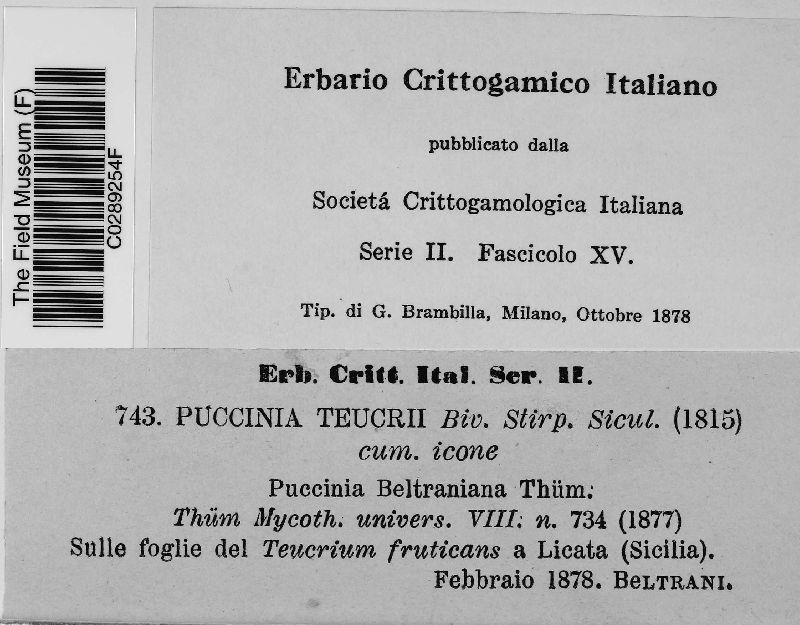 The Field Museum (F)
C0289254F
Erbario Crittogamico Italiano
pubblicato dalla
Societá Crittogamologica Italiana
Serie II. Fascicolo XV.
Tip. di G. Brambilla, Milano, Ottobre 1878
Erb. Critt. Ital. Ser. II.
743. PUCCINIA TEUCRII Biv. Stirp. Sicul. (1815)
cum. icone
Puccinia Beltraniana Thüm:
Thüm Mycoth. univers. VIII. n. 734 (1877)
Sulle foglie del Teucrium fruticans a Licata (Sicilia).
Febbraio 1878. BELTRANI.